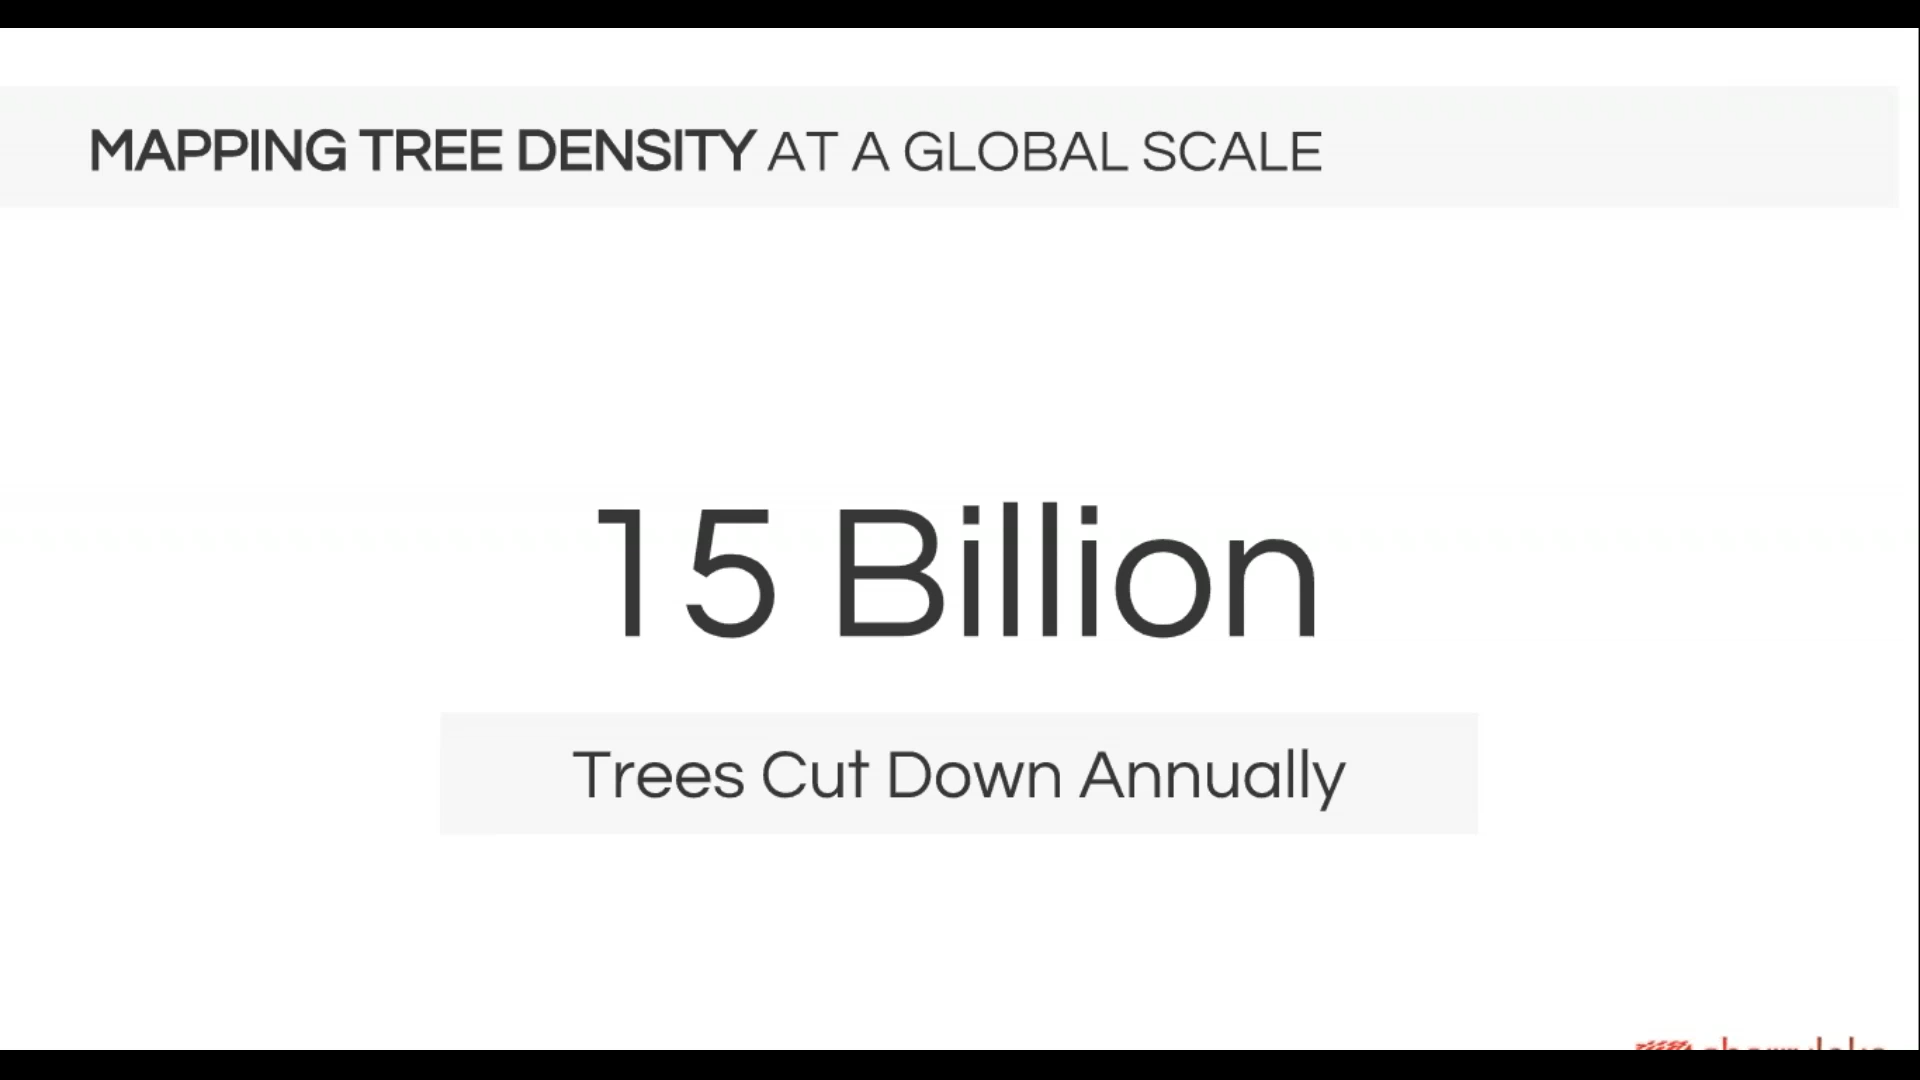 MAPPING TREE DENSITY AT A GLOBAL SCALE
15 Billion
Trees Cut Down Annually